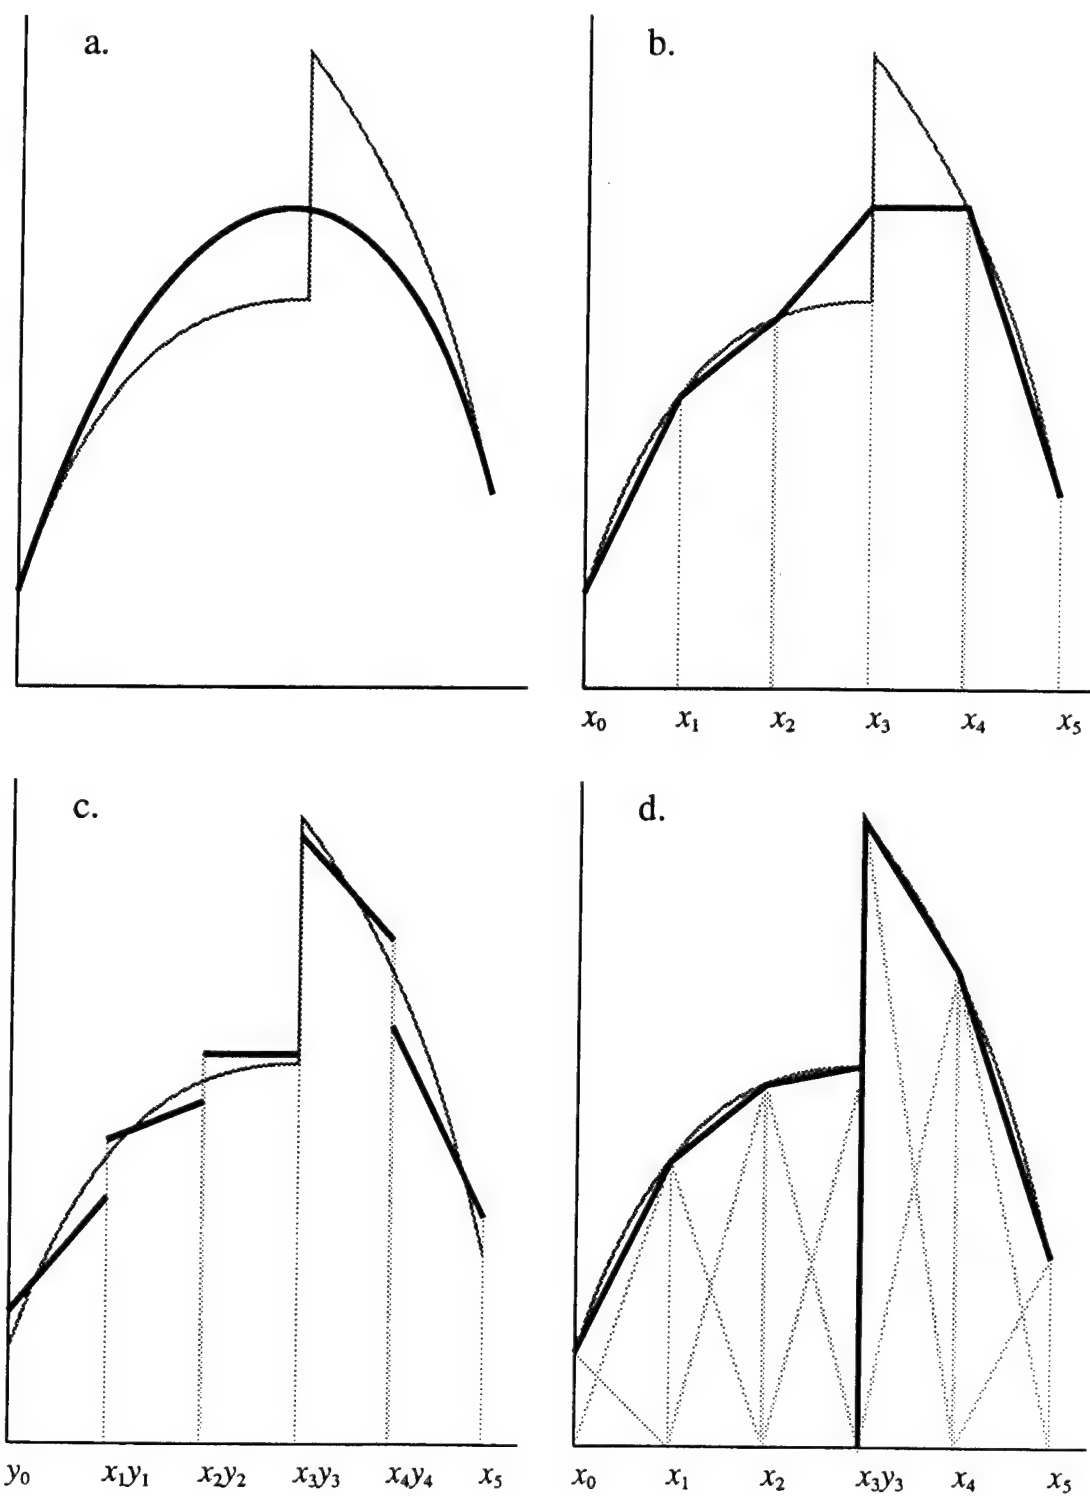 a. b.
x₀ x₁ x₂ x₃ x₄ x₅
c. d.
y₀ x₁y₁ x₂y₂ x₃y₃ x₄y₄ x₅ x₀ x₁ x₂ x₃y₃ x₄ x₅